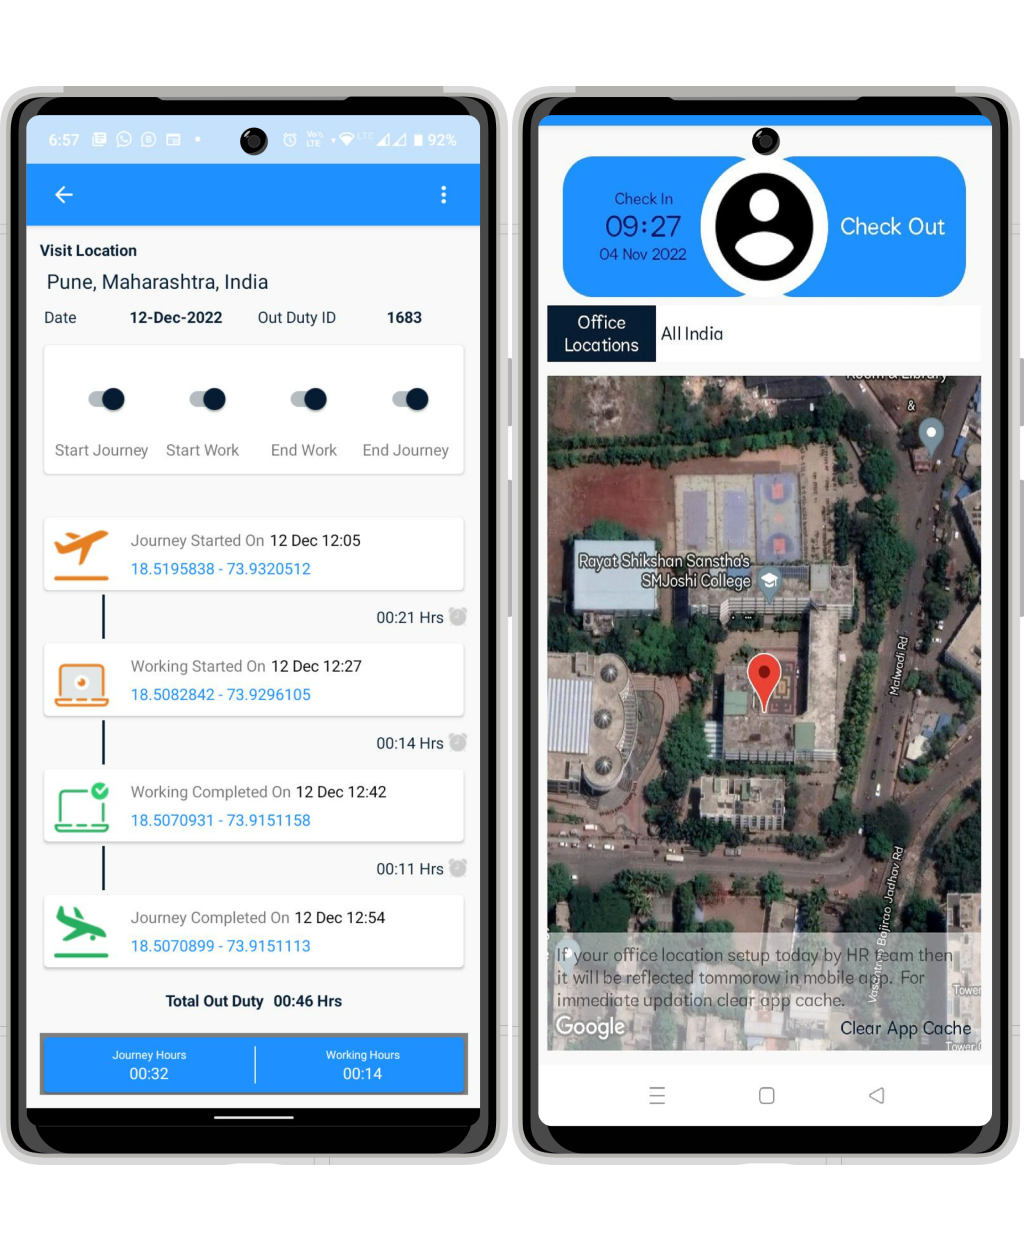 6:57
Vo)) LTE
LTE
92%
Visit Location
Pune, Maharashtra, India
Date 12-Dec-2022 Out Duty ID 1683
Start Journey Start Work End Work End Journey
Journey Started On 12 Dec 12:05
18.5195838 - 73.9320512
00:21 Hrs
Working Started On 12 Dec 12:27
18.5082842 - 73.9296105
00:14 Hrs
Working Completed On 12 Dec 12:42
18.5070931 - 73.9151158
00:11 Hrs
Journey Completed On 12 Dec 12:54
18.5070899 - 73.9151113
Total Out Duty 00:46 Hrs
Journey Hours Working Hours
00:32 00:14
Check In
09:27
04 Nov 2022
Check Out
Office
Locations
All India
Room & Library
&
Rayat Shikshan Sanstha's
SMJoshi College
Malwadi Rd
Vasantrao Bajirao Jadhav Rd
If your office location setup today by HR team then
it will be reflected tommorow in mobile app. For
immediate updation clear app cache.
Tower
Google
Clear App Cache
Tower